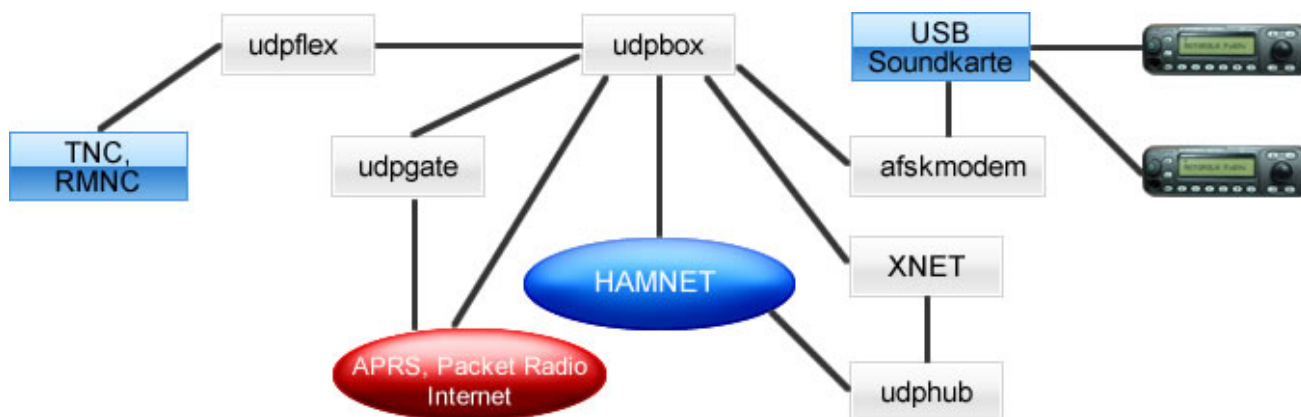 udpflex
udpbox
USB
Soundkarte
TNC,
RMNC
udpgate
afskmodem
HAMNET
XNET
APRS, Packet Radio
Internet
udphub